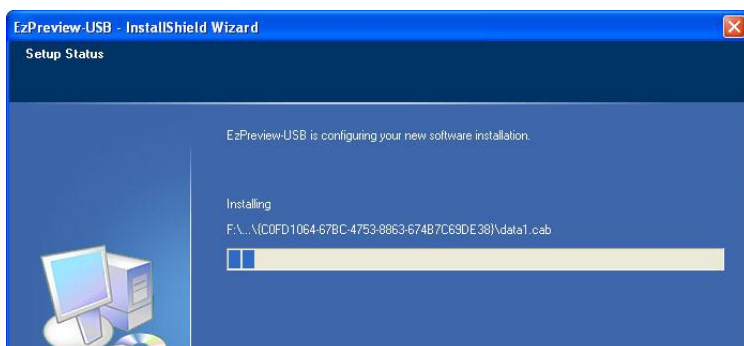 EzPreview-USB - InstallShield Wizard
Setup Status
EzPreview-USB is configuring your new software installation.
Installing
F:\...\{C0FD1064-67BC-4753-8863-674B7C69DE38}\data1.cab